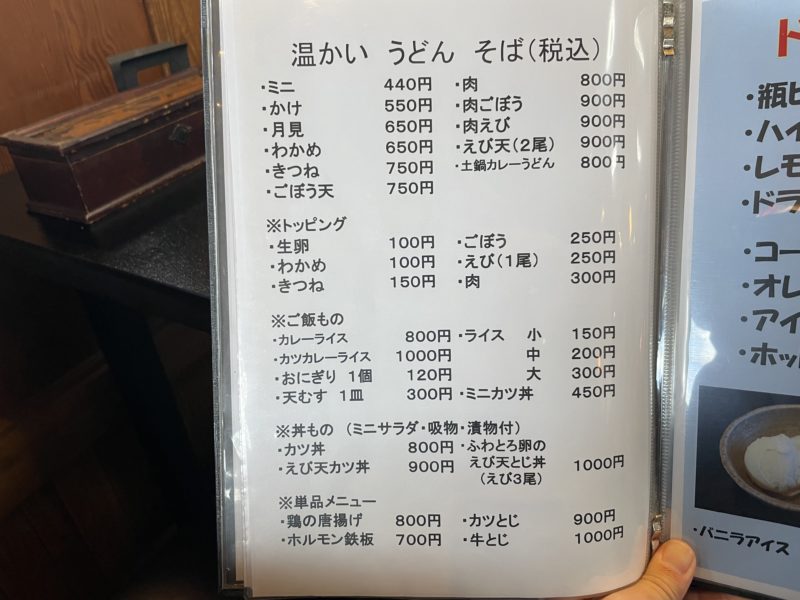 温かい うどん そば（税込）
・ミニ 440円 ・肉 800円
・かけ 550円 ・肉ごぼう 900円
・月見 650円 ・肉えび 900円
・わかめ 650円 ・えび天（２尾） 900円
・きつね 750円 ・土鍋カレーうどん 800円
・ごぼう天 750円
※トッピング
・生卵 100円 ・ごぼう 250円
・わかめ 100円 ・えび（１尾） 250円
・きつね 150円 ・肉 300円
※ご飯もの
・カレーライス 800円 ・ライス 小 150円
・カツカレーライス 1000円 中 200円
・おにぎり １個 120円 大 300円
・天むす １皿 300円 ・ミニカツ丼 450円
※丼もの （ミニサラダ・吸物・漬物付）
・カツ丼 800円 ・ふわとろ卵の
・えび天カツ丼 900円 えび天とじ丼 1000円
（えび３尾）
※単品メニュー
・鶏の唐揚げ 800円 ・カツとじ 900円
・ホルモン鉄板 700円 ・牛とじ 1000円
ド
・瓶ビ
・ハイ
・レモ
・ドラ
・コー
・オレ
・アイ
・ホッ
・バニラアイス